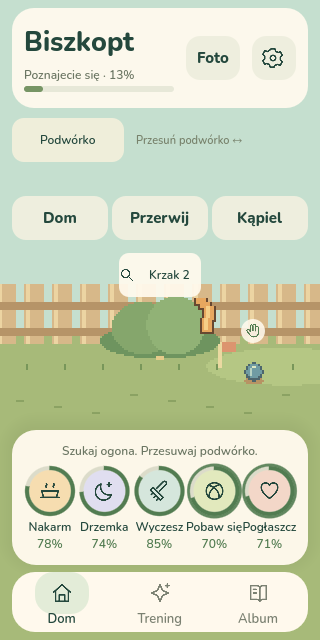 Biszkopt
Foto
Poznajecie się · 13%
Podwórko
Przesuń podwórko ↔
Dom
Przerwij
Kąpiel
Krzak 2
Szukaj ogona. Przesuwaj podwórko.
Nakarm
Drzemka
Wyczesz
Pobaw się
Pogłaszcz
78%
74%
85%
70%
71%
Dom
Trening
Album